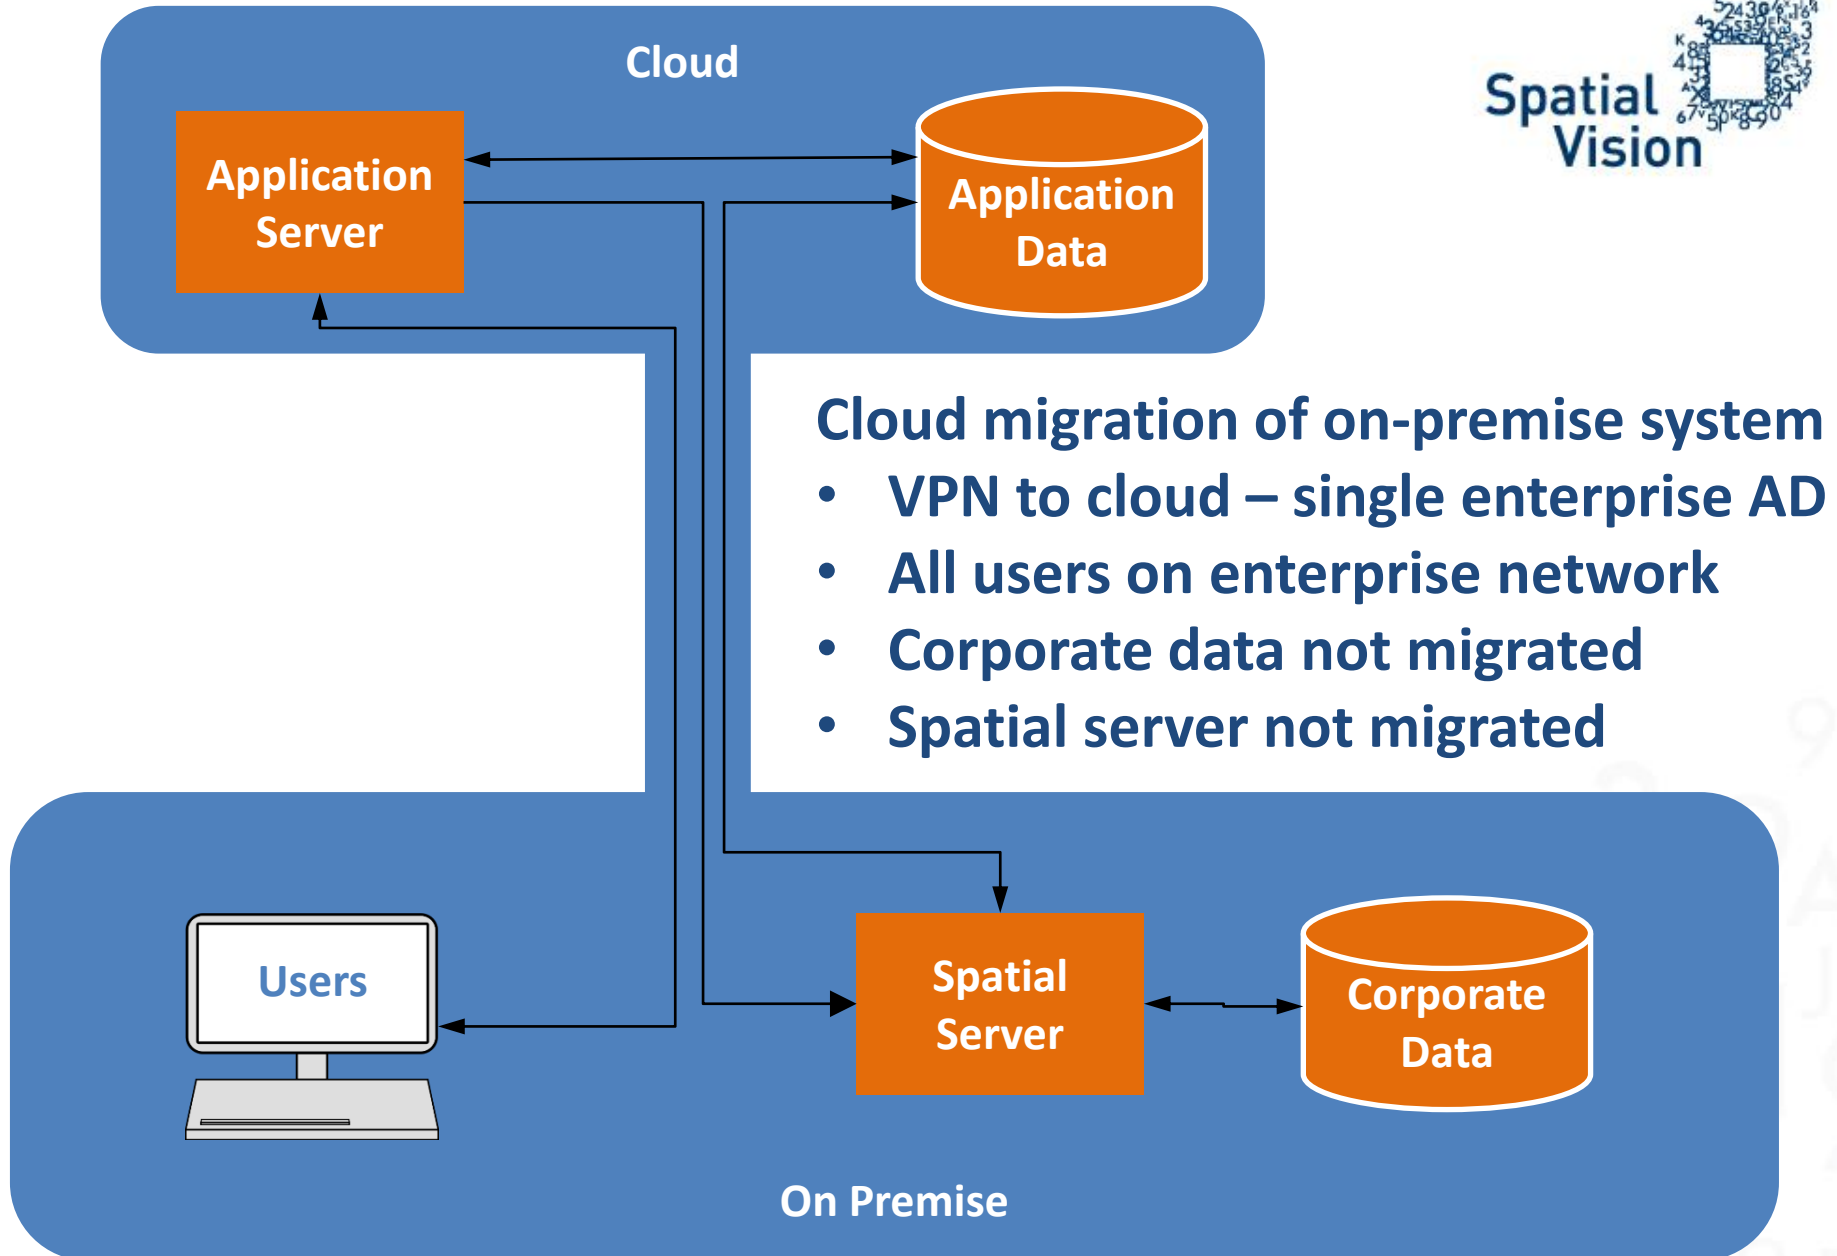 Cloud
Spatial
Vision
Application
Server
Application
Data
Cloud migration of on-premise system
• VPN to cloud – single enterprise AD
• All users on enterprise network
• Corporate data not migrated
• Spatial server not migrated
Users
Spatial
Server
Corporate
Data
On Premise